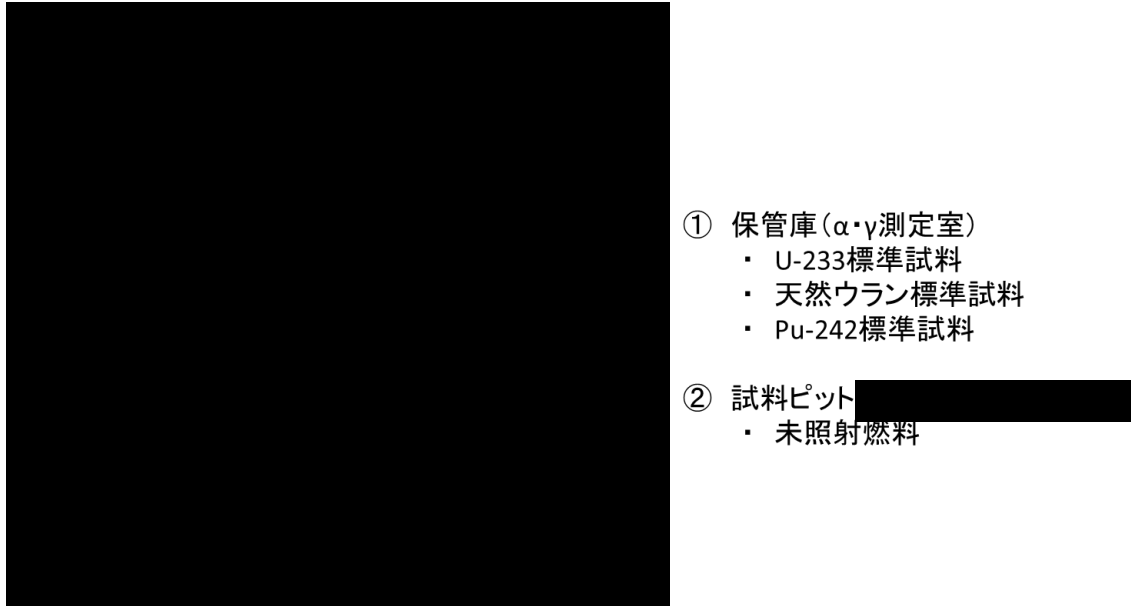 ① 保管庫（α・γ測定室）
・ U-233標準試料
・ 天然ウラン標準試料
・ Pu-242標準試料
② 試料ピット
・ 未照射燃料